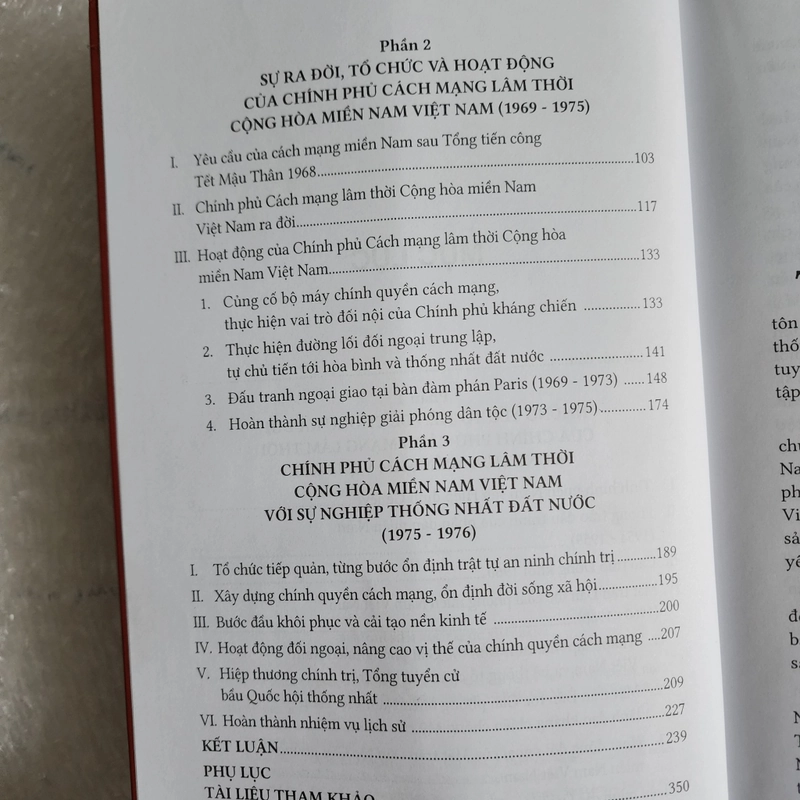 Phần 2
SỰ RA ĐỜI, TỔ CHỨC VÀ HOẠT ĐỘNG
CỦA CHÍNH PHỦ CÁCH MẠNG LÂM THỜI
CỘNG HÒA MIỀN NAM VIỆT NAM (1969 - 1975)
I. Yêu cầu của cách mạng miền Nam sau Tổng tiến công
Tết Mậu Thân 1968....................103
II. Chính phủ Cách mạng lâm thời Cộng hòa miền Nam
Việt Nam ra đời....................117
III. Hoạt động của Chính phủ Cách mạng lâm thời Cộng hòa
miền Nam Việt Nam....................133
1. Củng cố bộ máy chính quyền cách mạng,
thực hiện vai trò đối nội của Chính phủ kháng chiến ..............133
2. Thực hiện đường lối đối ngoại trung lập,
tự chủ tiến tới hòa bình và thống nhất đất nước ....................141
3. Đấu tranh ngoại giao tại bàn đàm phán Paris (1969 - 1973) ......148
4. Hoàn thành sự nghiệp giải phóng dân tộc (1973 - 1975)............174
Phần 3
CHÍNH PHỦ CÁCH MẠNG LÂM THỜI
CỘNG HÒA MIỀN NAM VIỆT NAM
VỚI SỰ NGHIỆP THỐNG NHẤT ĐẤT NƯỚC
(1975 - 1976)
I. Tổ chức tiếp quản, từng bước ổn định trật tự an ninh chính trị............189
II. Xây dựng chính quyền cách mạng, ổn định đời sống xã hội..............195
III. Bước đầu khôi phục và cải tạo nền kinh tế ....................200
IV. Hoạt động đối ngoại, nâng cao vị thế của chính quyền cách mạng ....207
V. Hiệp thương chính trị, Tổng tuyển cử
bầu Quốc hội thống nhất ....................209
VI. Hoàn thành nhiệm vụ lịch sử ....................227
KẾT LUẬN....................239
PHỤ LỤC
TÀI LIỆU THAM KHẢO....................350
tôn
thố
tuy
tập
chu
Na
ph
Vi
sả
yê